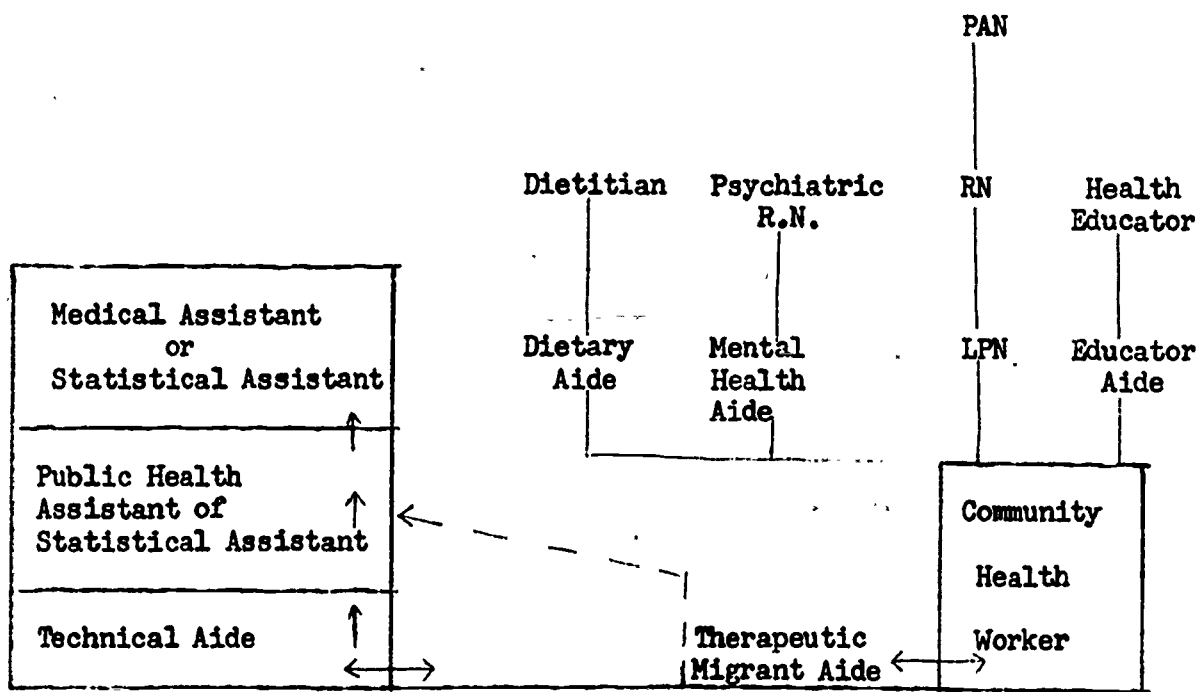 PAN
Dietitian
Psychiatric
R.N.
RN
Health
Educator
Medical Assistant
or
Statistical Assistant
Dietary
Aide
Mental
Health
Aide
LPN
Educator
Aide
Public Health
Assistant of
Statistical Assistant
Community
Health
Worker
Technical Aide
Therapeutic
Migrant Aide